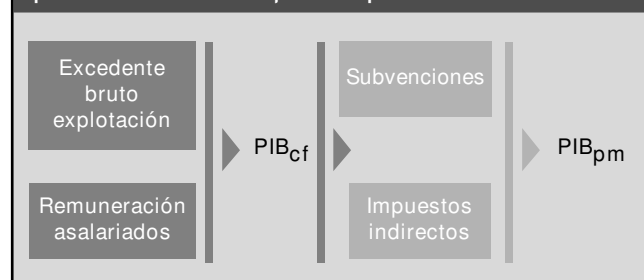 Excedente
bruto
explotación
Remuneración
asalariados
PIBcf
Subvenciones
Impuestos
indirectos
PIBpm